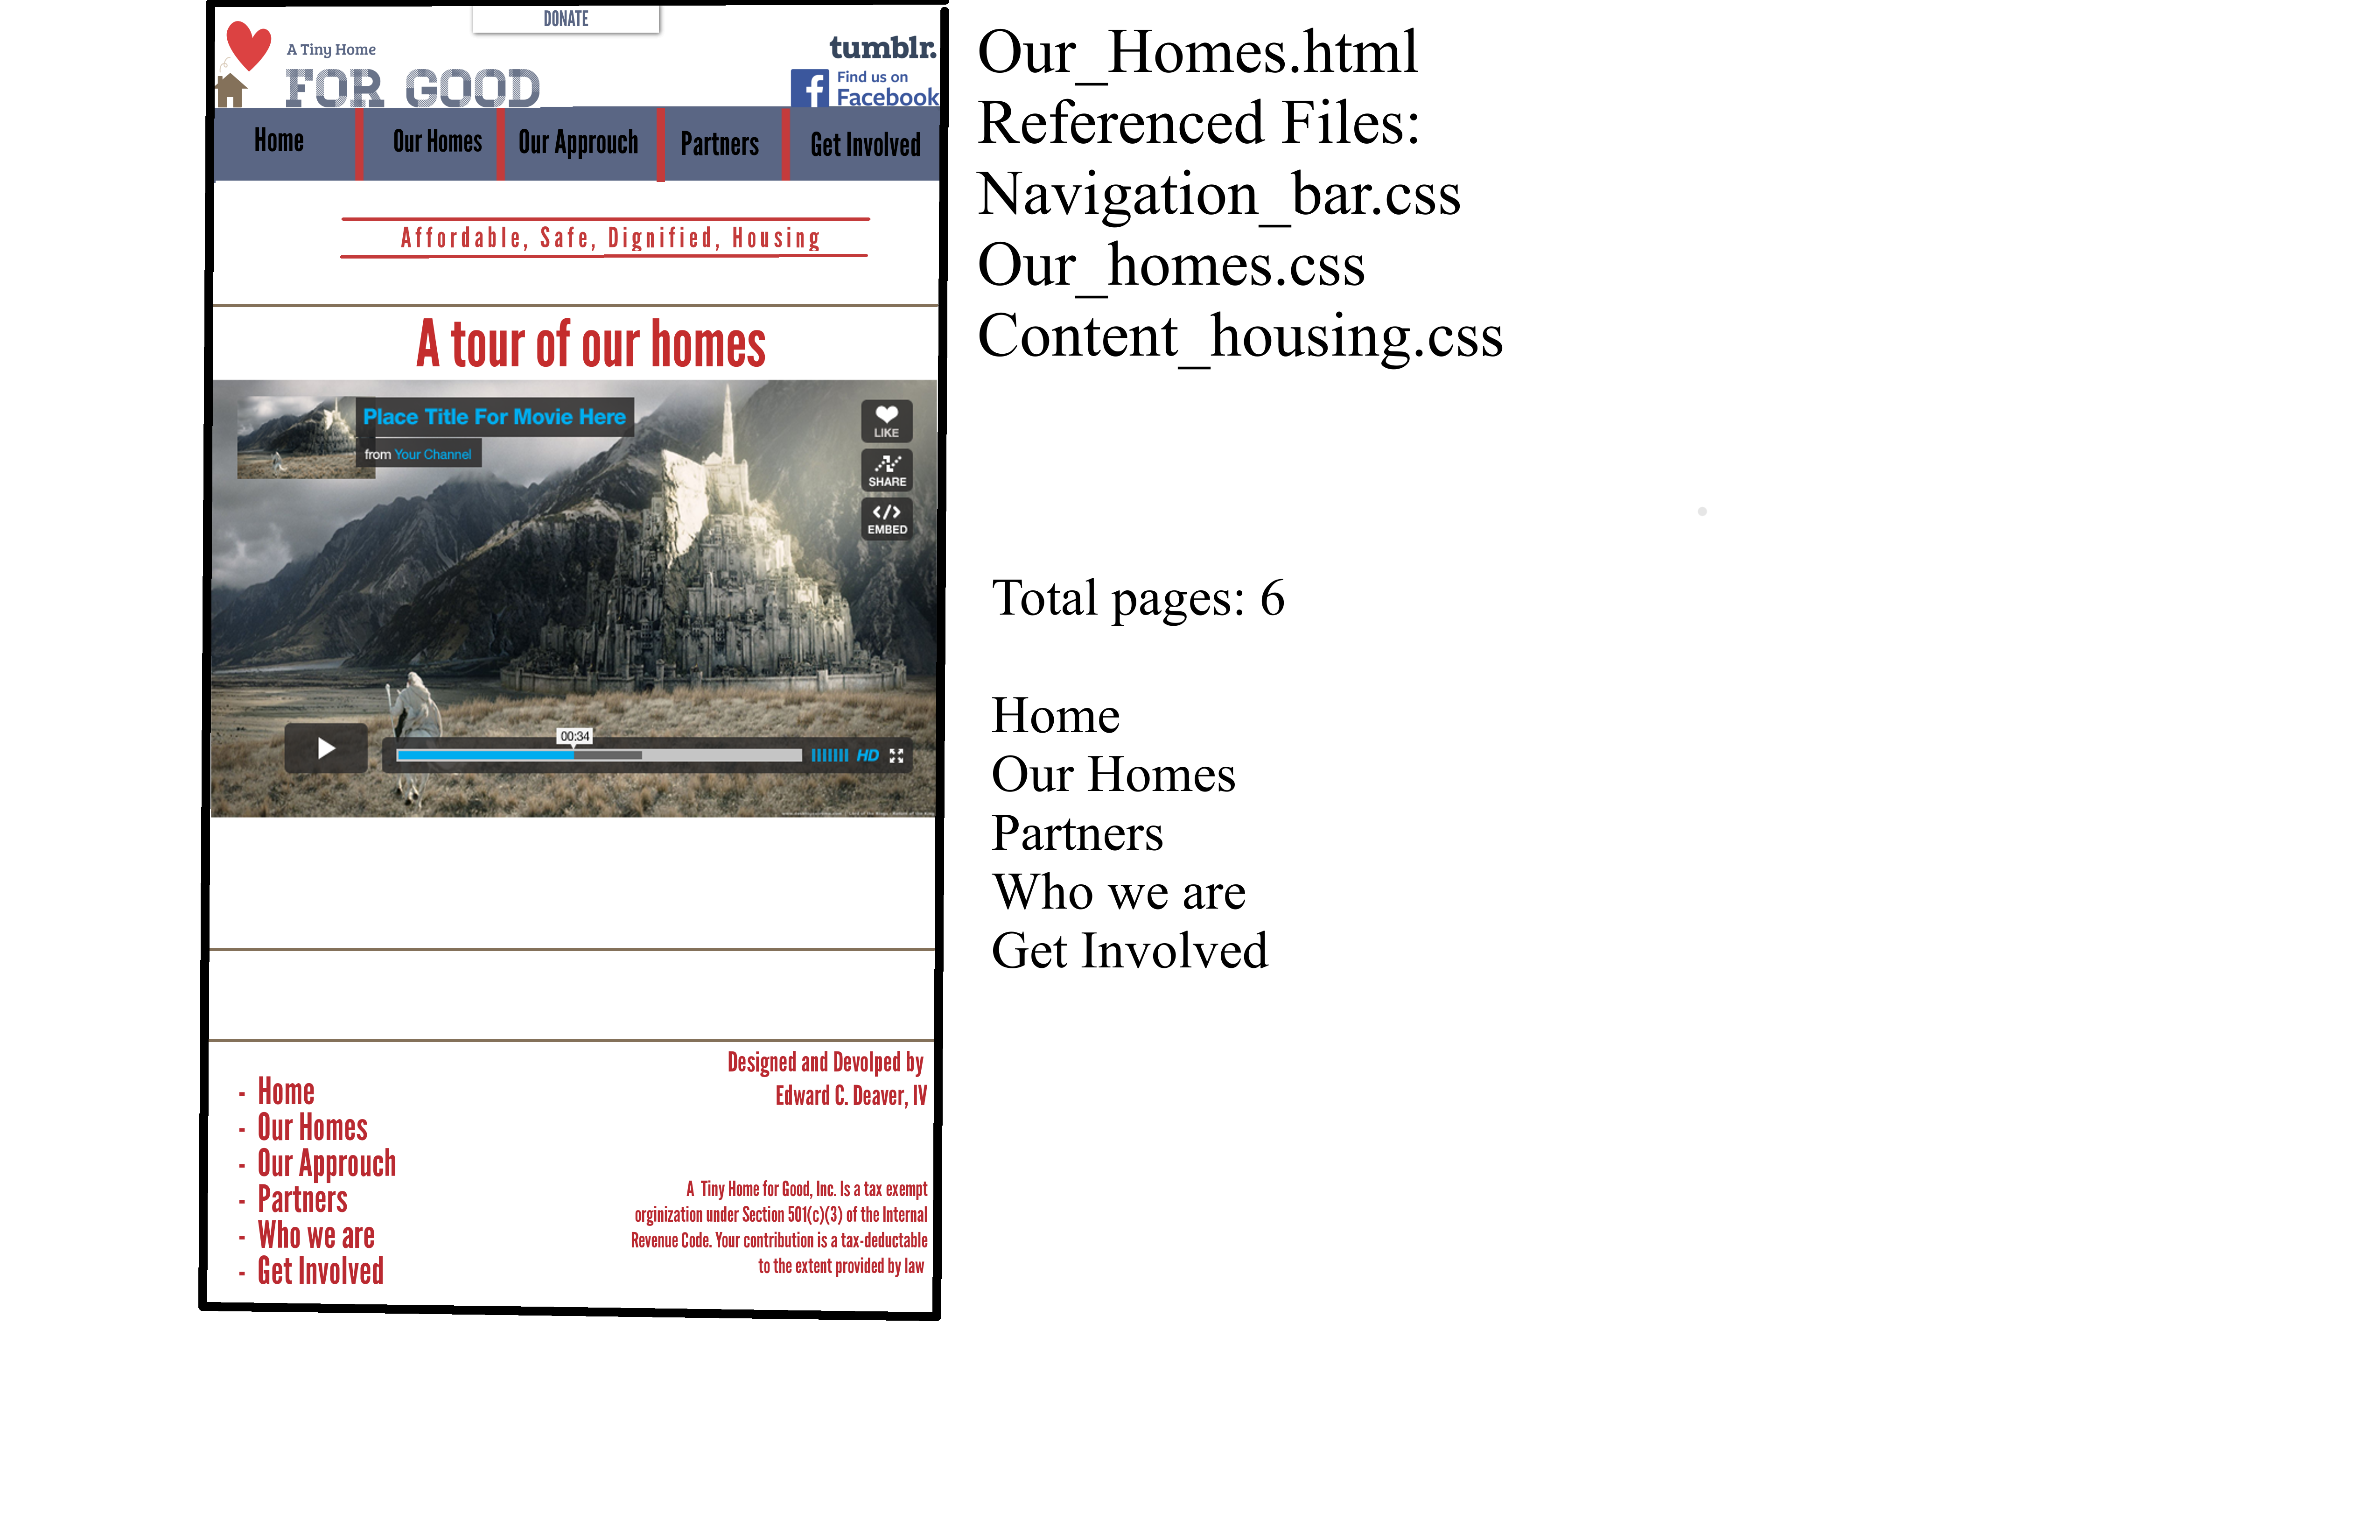 DONATE
A Tiny Home
FOR GOOD
tumblr.
Find us on
Facebook
Home
Our Homes
Our Approuch
Partners
Get Involved
Affordable, Safe, Dignified, Housing
A tour of our homes
Place Title For Movie Here
from Your Channel
LIKE
SHARE
EMBED
00:34
HD
Designed and Devolped by
Edward C. Deaver, IV
- Home
- Our Homes
- Our Approuch
- Partners
- Who we are
- Get Involved
A Tiny Home for Good, Inc. Is a tax exempt
orginization under Section 501(c)(3) of the Internal
Revenue Code. Your contribution is a tax-deductable
to the extent provided by law
Our_Homes.html
Referenced Files:
Navigation_bar.css
Our_homes.css
Content_housing.css
Total pages: 6
Home
Our Homes
Partners
Who we are
Get Involved